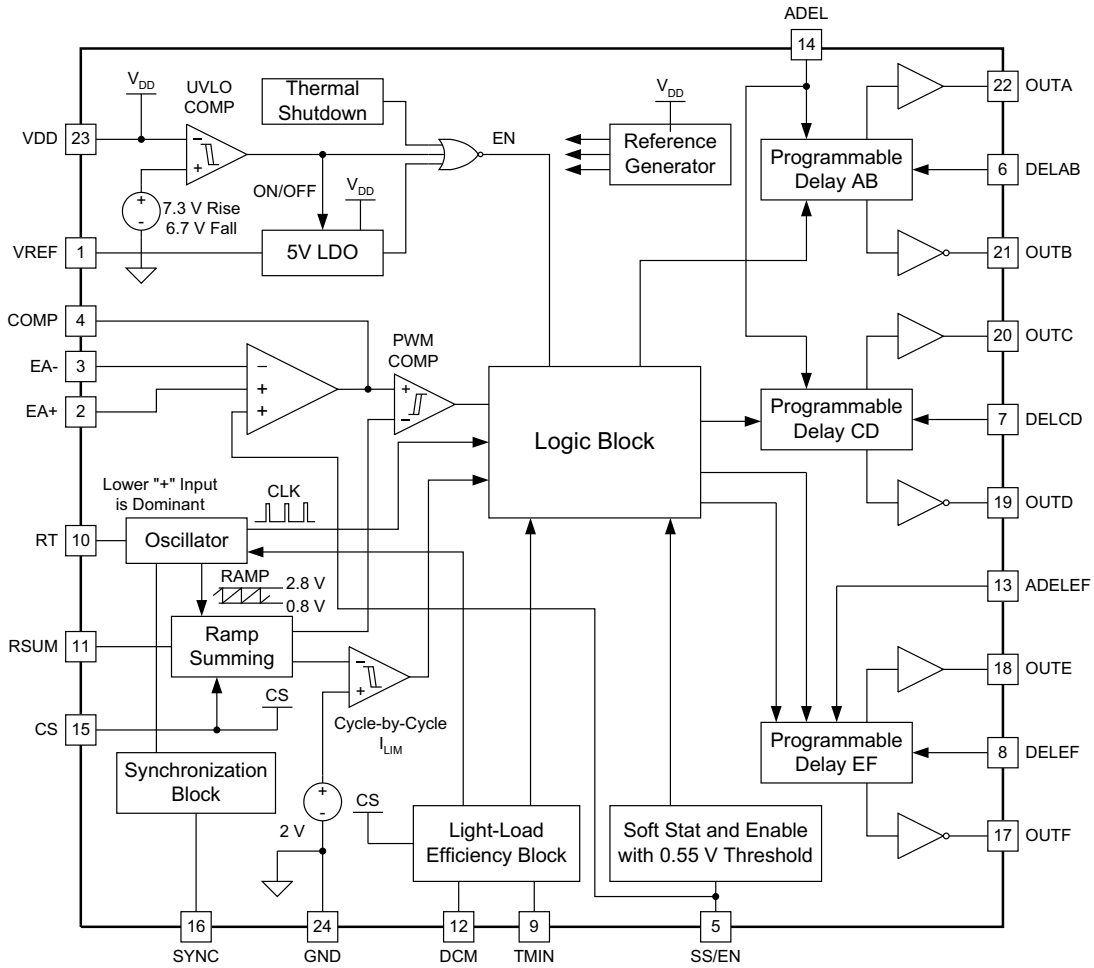 ADEL
14
VDD
UVLO
COMP
Thermal
Shutdown
VDD
EN
Reference
Generator
22
OUTA
VDD
23
Programmable
Delay AB
6
DELAB
+
-
7.3 V Rise
6.7 V Fall
ON/OFF
VDD
VREF
1
5V LDO
21
OUTB
COMP
4
PWM
COMP
20
OUTC
EA-
3
EA+
2
−
+
+
+
−
Logic Block
Programmable
Delay CD
7
DELCD
Lower "+" Input
is Dominant
CLK
19
OUTD
RT
10
Oscillator
RAMP
2.8 V
0.8 V
13
ADELEF
RSUM
11
Ramp
Summing
−
+
18
OUTE
CS
15
CS
Cycle-by-Cycle
ILIM
Programmable
Delay EF
8
DELEF
Synchronization
Block
+
-
2 V
CS
Light-Load
Efficiency Block
Soft Stat and Enable
with 0.55 V Threshold
17
OUTF
16
24
12
9
5
SYNC
GND
DCM
TMIN
SS/EN